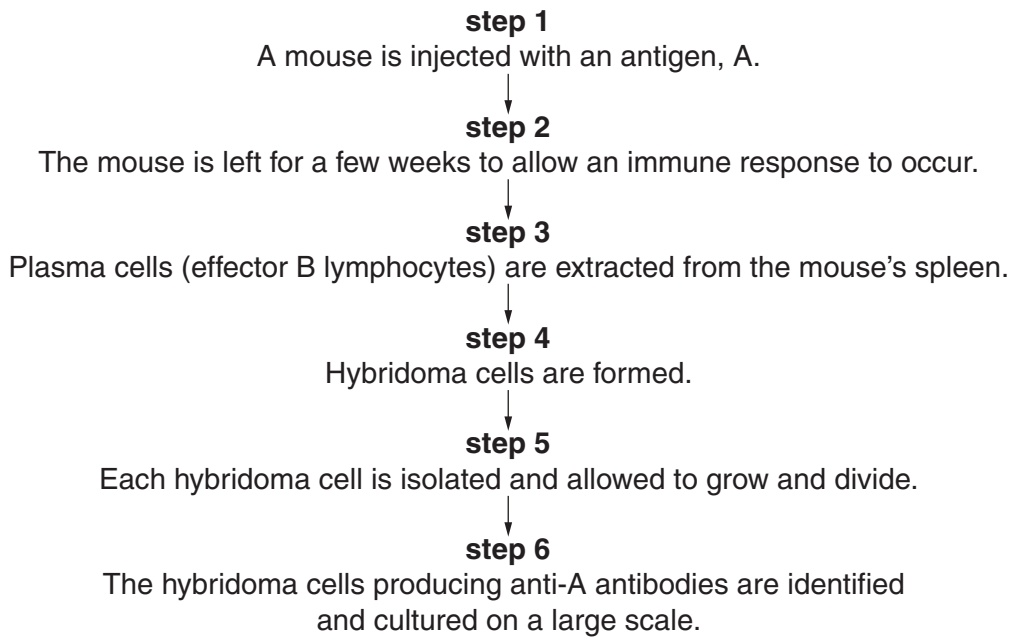 step 1
A mouse is injected with an antigen, A.
step 2
The mouse is left for a few weeks to allow an immune response to occur.
step 3
Plasma cells (effector B lymphocytes) are extracted from the mouse's spleen.
step 4
Hybridoma cells are formed.
step 5
Each hybridoma cell is isolated and allowed to grow and divide.
step 6
The hybridoma cells producing anti-A antibodies are identified
and cultured on a large scale.